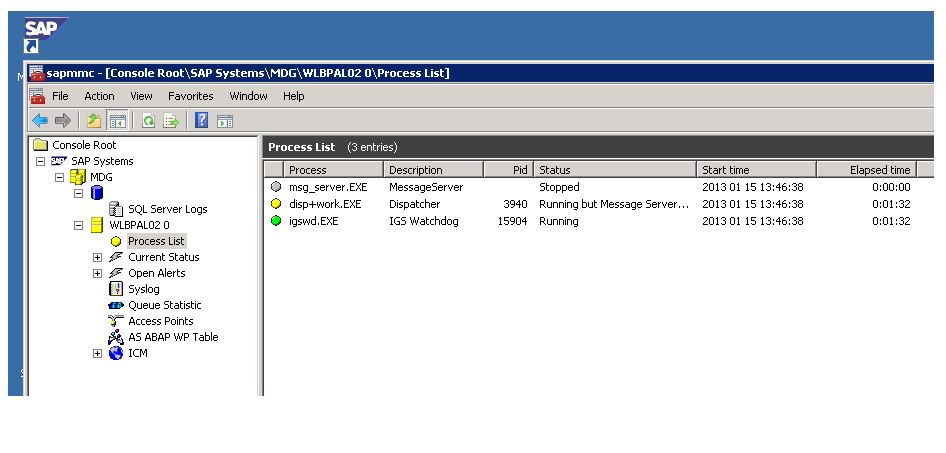 SAP
sapmmc - [Console Root\SAP Systems\MDG\WLBPAL02 0\Process List]
File Action View Favorites Window Help
Console Root
SAP Systems
MDG
SQL Server Logs
WLBPAL02 0
Process List
Current Status
Open Alerts
Syslog
Queue Statistic
Access Points
AS ABAP WP Table
ICM
Process List (3 entries)
Process Description Pid Status Start time Elapsed time
msg_server.EXE MessageServer Stopped 2013 01 15 13:46:38 0:00:00
disp+work.EXE Dispatcher 3940 Running but Message Server... 2013 01 15 13:46:38 0:01:32
igswd.EXE IGS Watchdog 15904 Running 2013 01 15 13:46:38 0:01:32